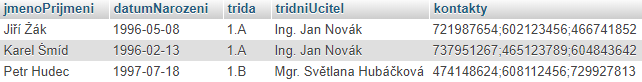 jmenoPrijmeni datumNarozeni trida tridniUcitel kontakty
Jiří Žák 1996-05-08 1.A Ing. Jan Novák 721987654;602123456;466741852
Karel Šmíd 1996-02-13 1.A Ing. Jan Novák 737951267;465123789;604843642
Petr Hudec 1997-07-18 1.B Mgr. Světlana Hubáčková 474148624;608112456;729927813